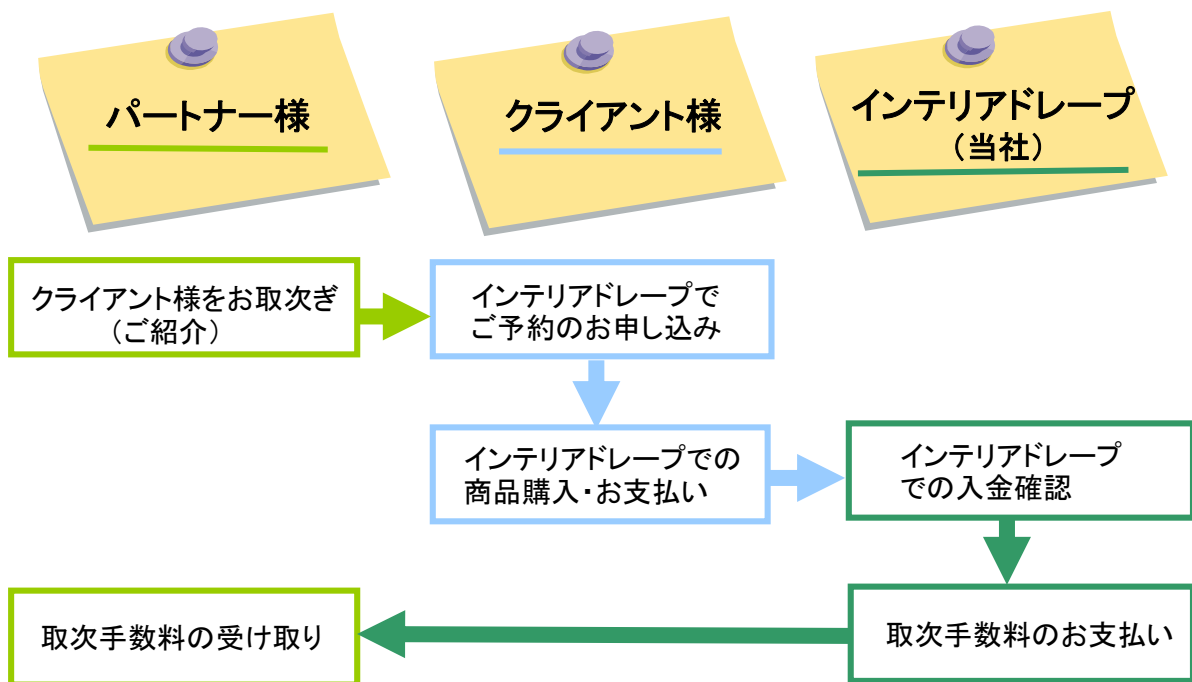 パートナー様
クライアント様
インテリアドレープ
（当社）
クライアント様をお取次ぎ
（ご紹介）
インテリアドレープで
ご予約のお申し込み
インテリアドレープでの
商品購入・お支払い
インテリアドレープ
での入金確認
取次手数料の受け取り
取次手数料のお支払い